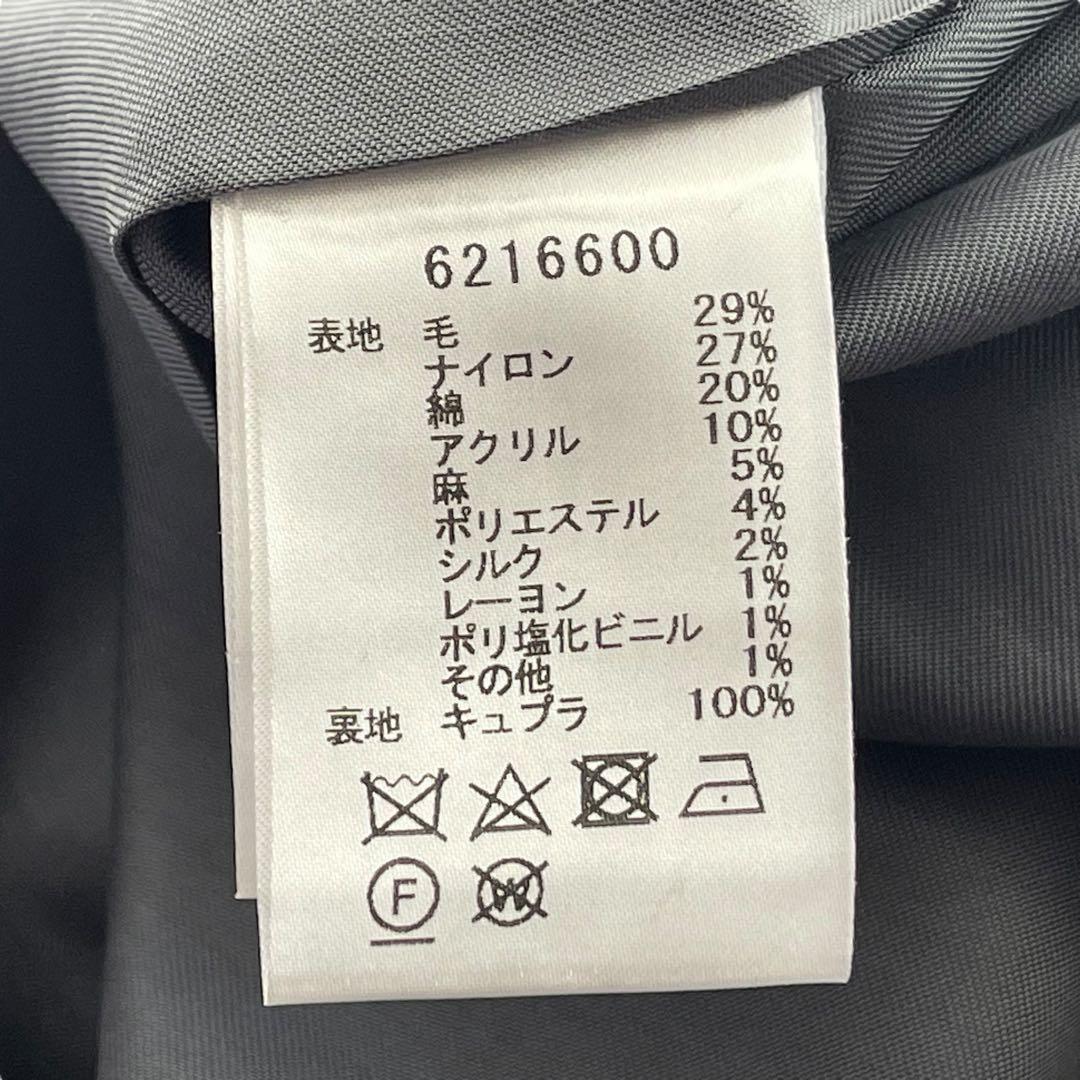 6216600
表地 毛 29%
ナイロン 27%
綿 20%
アクリル 10%
麻 5%
ポリエステル 4%
シルク 2%
レーヨン 1%
ポリ塩化ビニル 1%
その他 1%
裏地 キュプラ 100%
F W